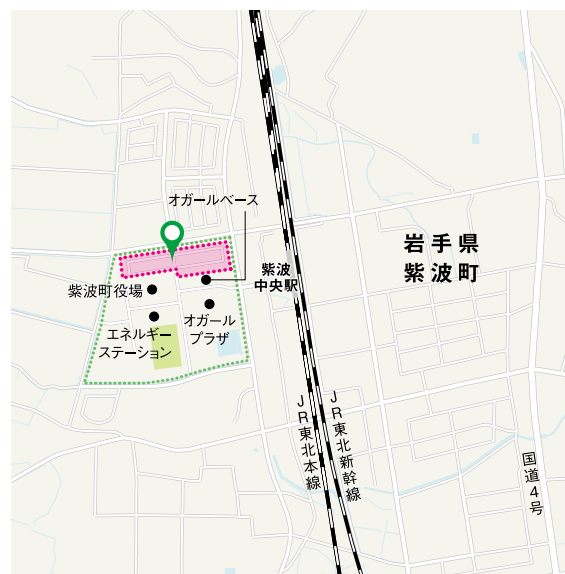 オガールベース
岩手県
紫波町
紫波
中央駅
紫波町役場
オガール
プラザ
エネルギー
ステーション
JR東北本線
JR東北新幹線
国道4号